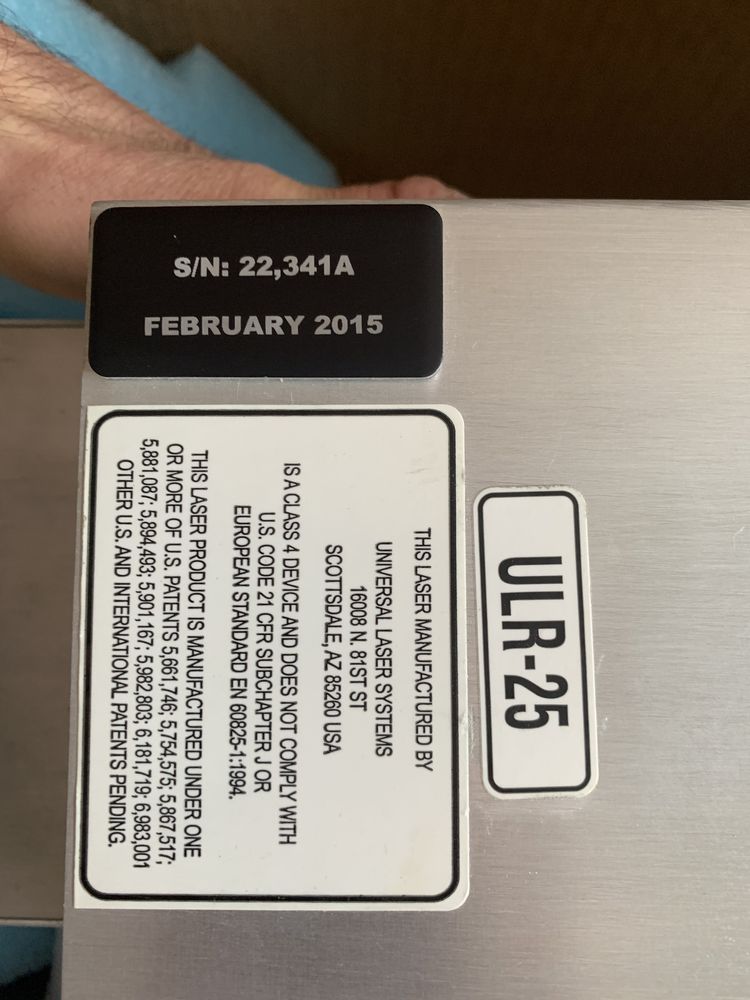 S/N: 22,341A
FEBRUARY 2015
ULR-25
THIS LASER MANUFACTURED BY
UNIVERSAL LASER SYSTEMS
16008 N. 81ST ST
SCOTTSDALE, AZ 85260 USA
IS A CLASS 4 DEVICE AND DOES NOT COMPLY WITH
U.S. CODE 21 CFR SUBCHAPTER J OR
EUROPEAN STANDARD EN 60825-1:1994.
THIS LASER PRODUCT IS MANUFACTURED UNDER ONE
OR MORE OF U.S. PATENTS 5,661,746; 5,754,575; 5,867,517;
5,881,087; 5,894,493; 5,901,167; 5,982,803; 6,181,719; 6,983,001
OTHER U.S. AND INTERNATIONAL PATENTS PENDING.